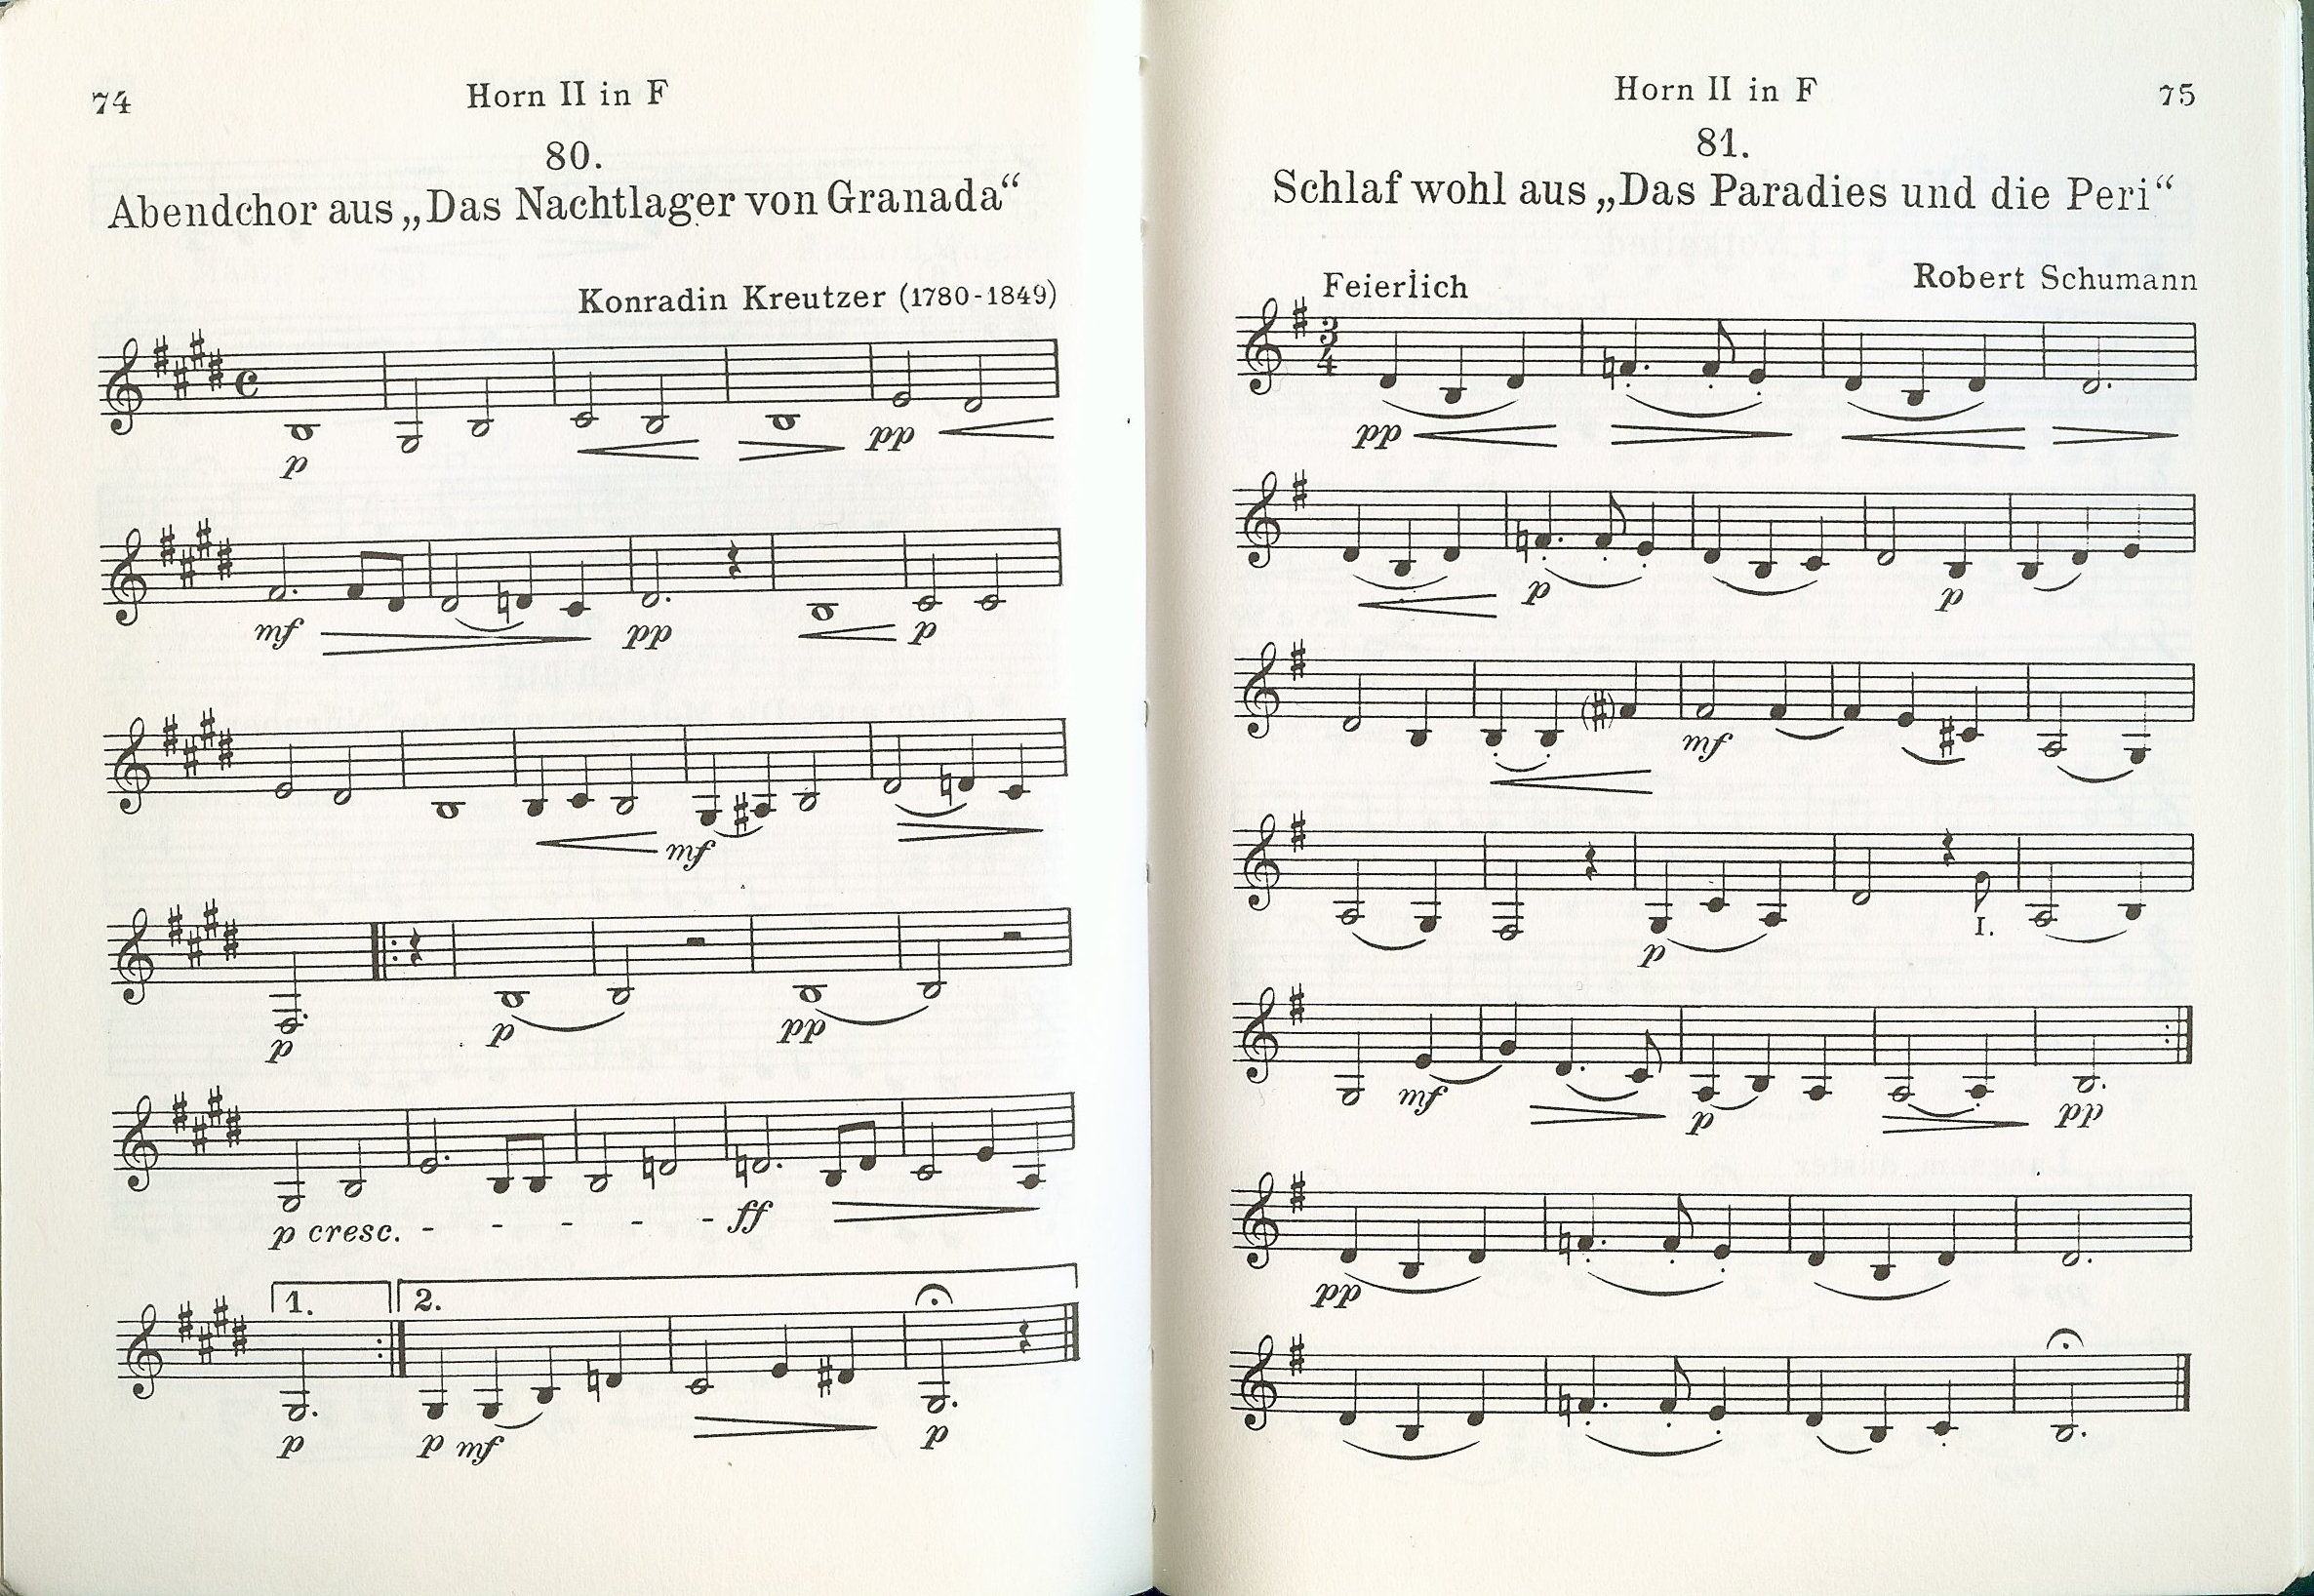 74
Horn II in F
80.
Abendchor aus „Das Nachtlager von Granada“
Konradin Kreutzer (1780-1849)
p
pp
mf
pp
p
mf
p
p
pp
p cresc. - - - - - ff
1.
2.
p
p mf
p
Horn II in F
75
81.
Schlaf wohl aus „Das Paradies und die Peri“
Feierlich
Robert Schumann
3
4
pp
p
p
mf
p
I.
mf
p
pp
pp